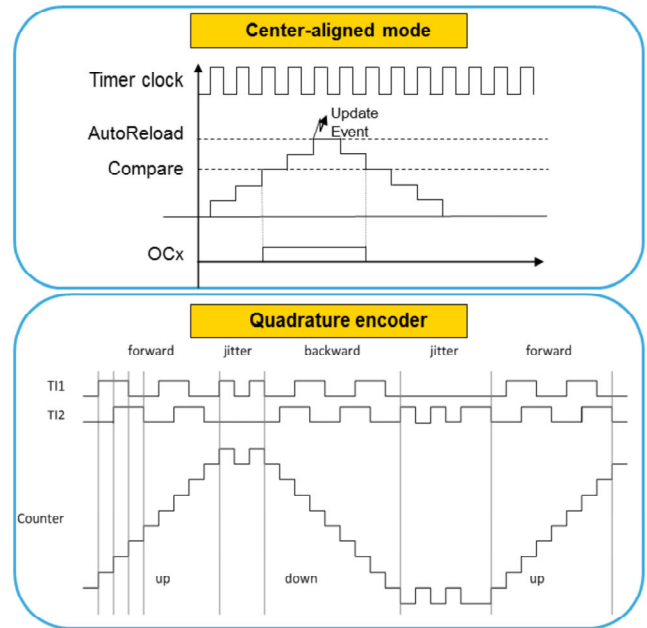 Center-aligned mode
Timer clock
Update
Event
AutoReload
Compare
OCx
Quadrature encoder
forward jitter backward jitter forward
TI1
TI2
Counter
up down up